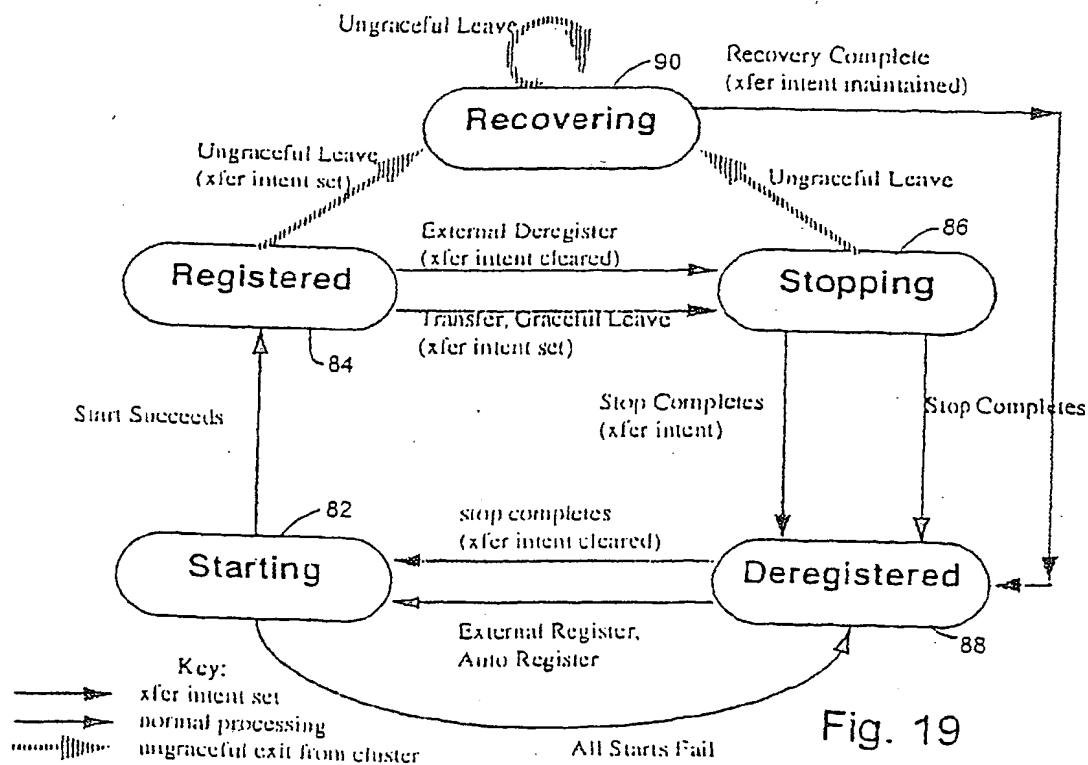 Ungraceful Leave
90
Recovery Complete
(xfer intent maintained)
Recovering
Ungraceful Leave
(xfer intent set)
Ungraceful Leave
External Deregister
(xfer intent cleared)
86
Registered
Stopping
Transfer, Graceful Leave
(xfer intent set)
84
Start Succeeds
Stop Completes
(xfer intent)
Stop Completes
82
stop completes
(xfer intent cleared)
Starting
Deregistered
External Register,
Auto Register
88
Key:
xfer intent set
normal processing
ungraceful exit from cluster
All Starts Fail
Fig. 19